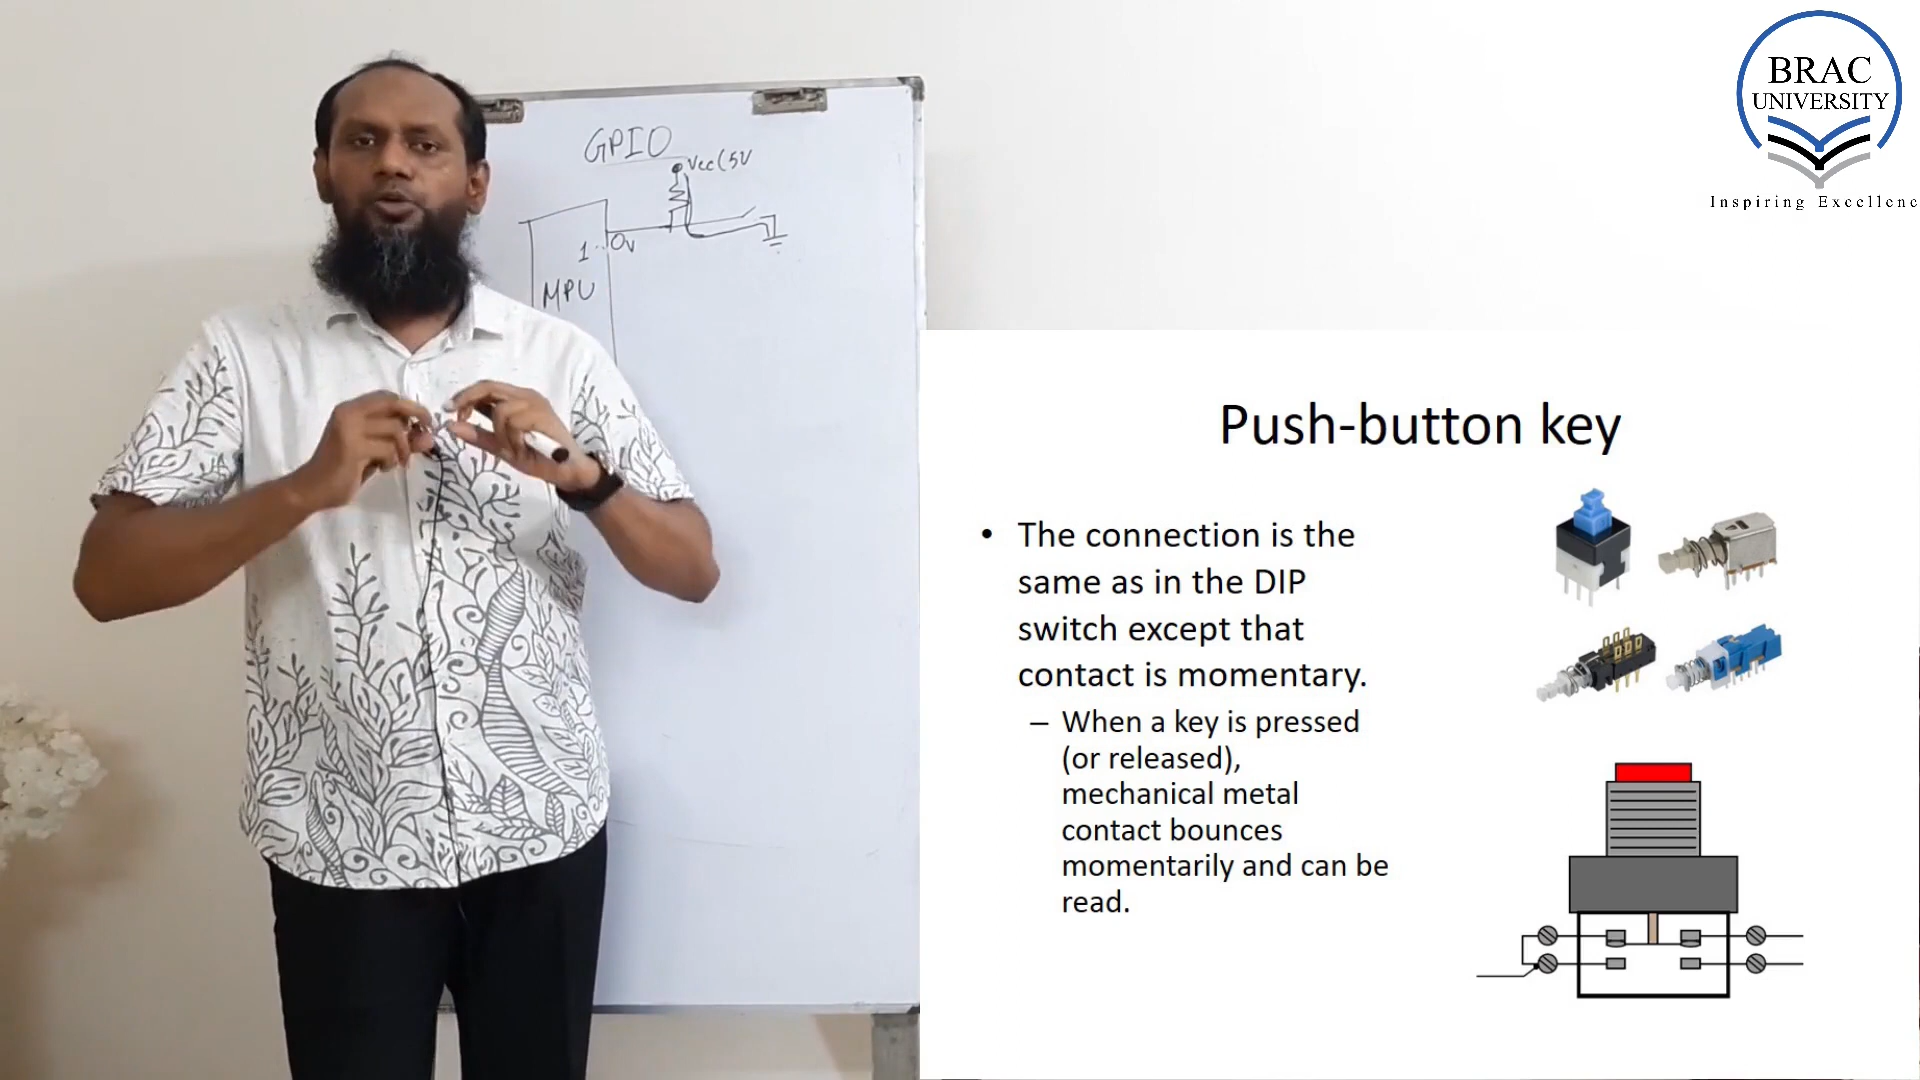 GPIO
Vcc(5V
1
0v
MPU
BRAC
UNIVERSITY
Inspiring Excellenc
Push-button key
• The connection is the
same as in the DIP
switch except that
contact is momentary.
– When a key is pressed
(or released),
mechanical metal
contact bounces
momentarily and can be
read.